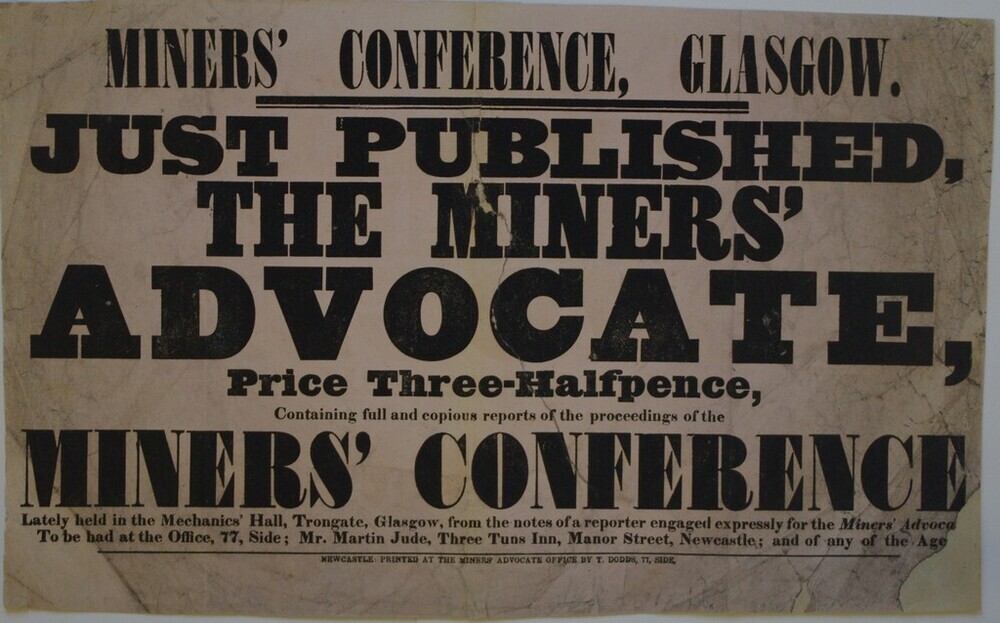 MINERS' CONFERENCE, GLASGOW.
JUST PUBLISHED,
THE MINERS'
ADVOCATE,
Price Three-Halfpence,
Containing full and copious reports of the proceedings of the
MINERS' CONFERENCE
Lately held in the Mechanics' Hall, Trongate, Glasgow, from the notes of a reporter engaged expressly for the Miners' Advoca
To be had at the Office, 77, Side; Mr. Martin Jude, Three Tuns Inn, Manor Street, Newcastle; and of any of the Age
NEWCASTLE: PRINTED AT THE MINERS' ADVOCATE OFFICE BY T. DODDS, 77, SIDE.